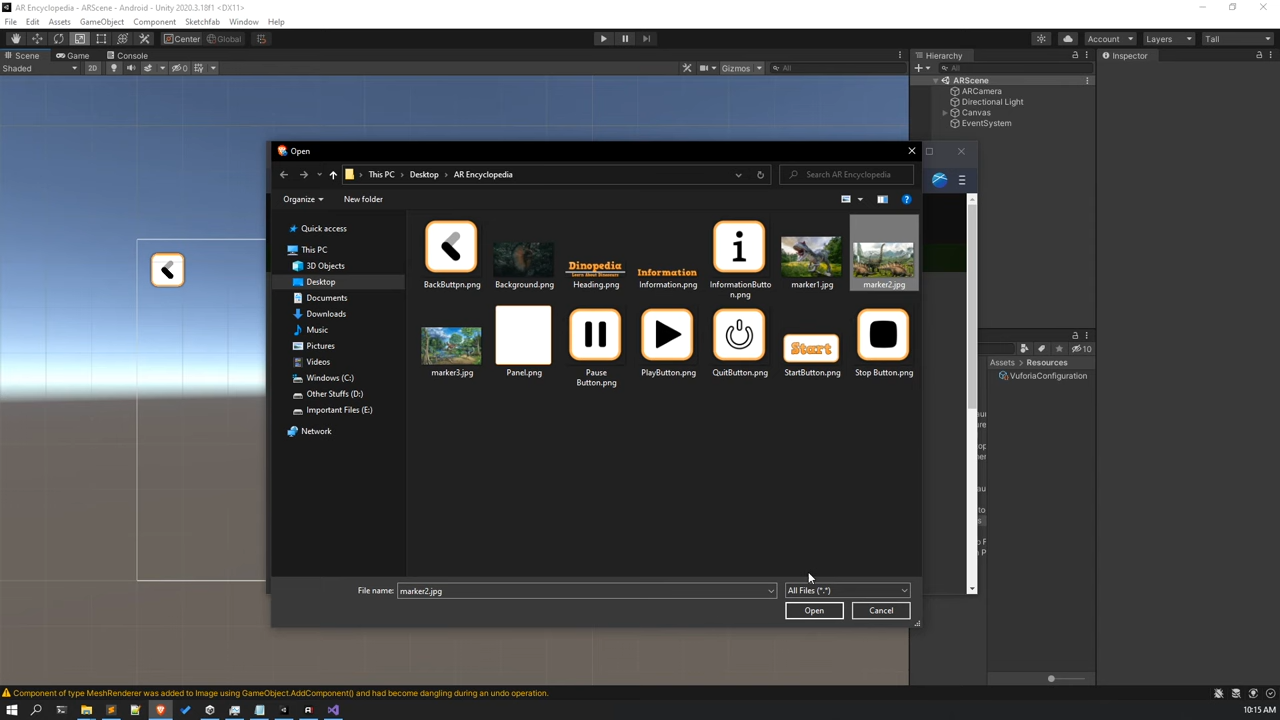 AR Encyclopedia - ARScene - Android - Unity 2020.3.18f1 <DX11>
File Edit Assets GameObject Component Sketchfab Window Help
Center Global Account Layers Tall
Scene Game Console Hierarchy Inspector
Shaded 2D 0 Gizmos All All
ARScene
ARCamera
Directional Light
Canvas
EventSystem
Open
This PC Desktop AR Encyclopedia Search AR Encyclopedia
Organize New folder
Quick access
This PC
3D Objects
Desktop
Documents
Downloads
Music
Pictures
Videos
Windows (C:)
Other Stuffs (D:)
Important Files (E:)
Network
Dinopedia
Learn About Dinosaurs
Information
BackButtpn.png Background.png Heading.png Information.png InformationButton.png marker1.jpg marker2.jpg
Start
marker3.jpg Panel.png Pause Button.png PlayButton.png QuitButton.png StartButton.png Stop Button.png
10
Assets Resources
VuforiaConfiguration
File name: marker2.jpg All Files (*.*)
Open Cancel
Component of type MeshRenderer was added to Image using GameObject.AddComponent() and had become dangling during an undo operation.
10:15 AM